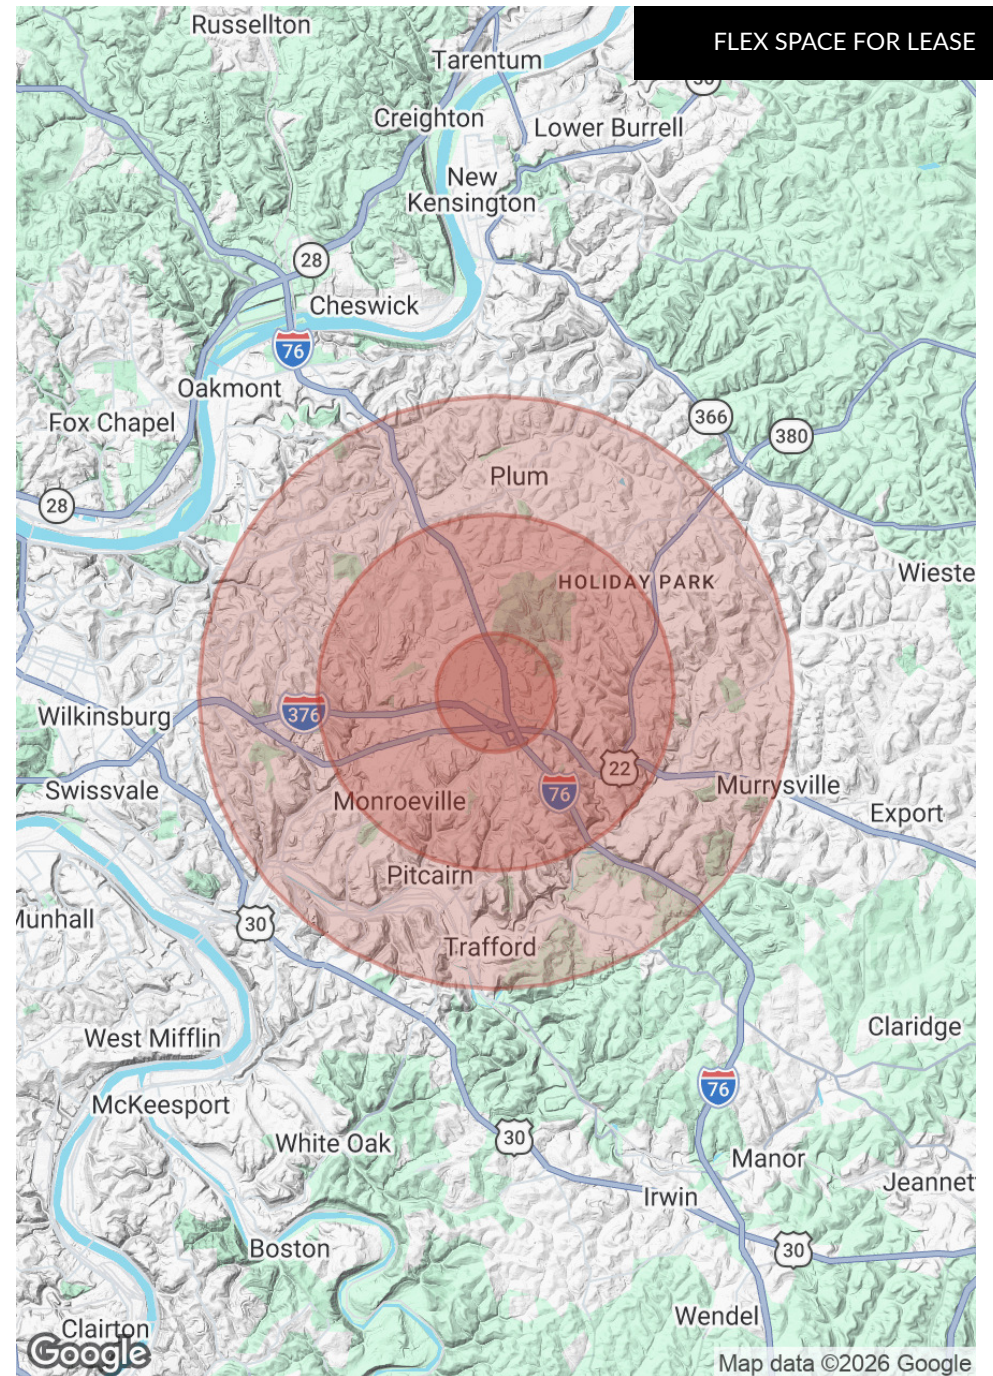 Russellton
FLEX SPACE FOR LEASE
Tarentum
Creighton
Lower Burrell
New
Kensington
28
Cheswick
76
Oakmont
366
Fox Chapel
380
Plum
28
HOLIDAY PARK
Wieste
376
Wilkinsburg
22
Swissvale
76
Murrysville
Monroeville
Export
Pitcairn
Munhall
30
Trafford
Claridge
West Mifflin
76
McKeesport
White Oak
30
Manor
Irwin
Jeannet
Boston
30
Wendel
Clairton
Google
Map data ©2026 Google